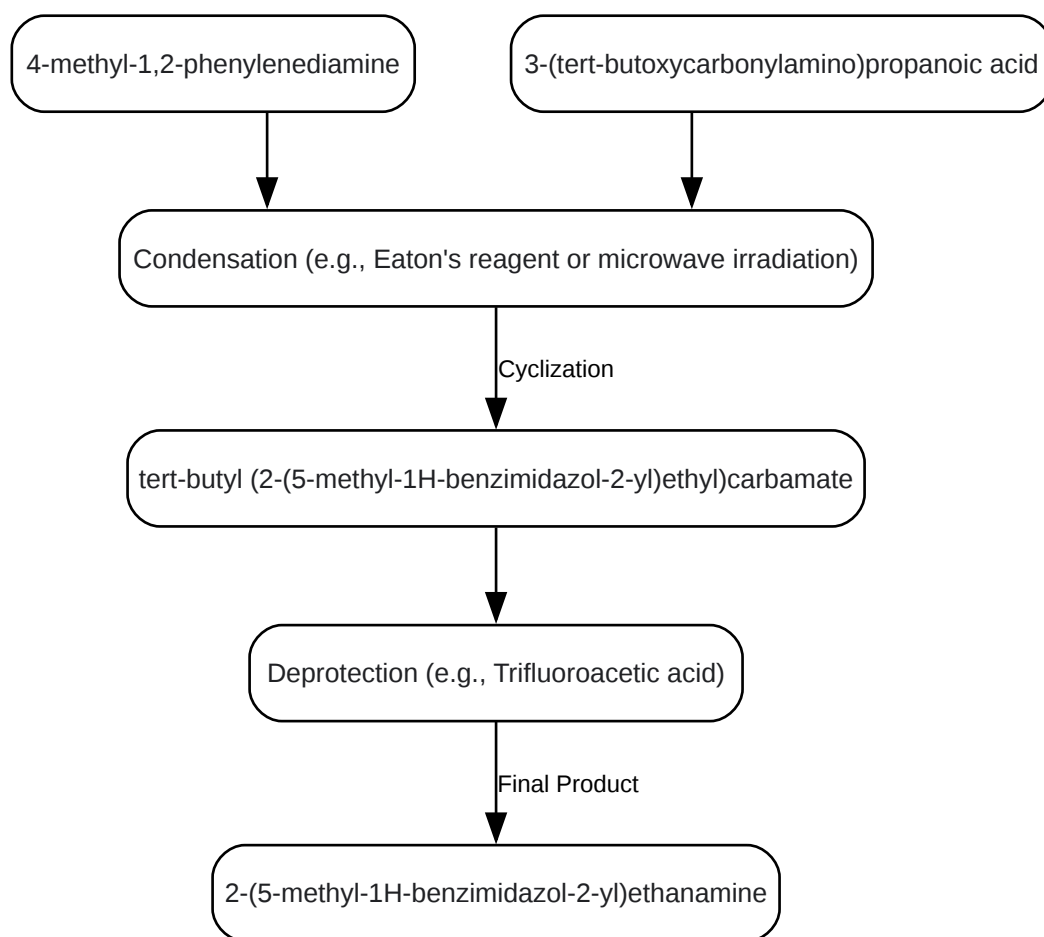 4-methyl-1,2-phenylenediamine
3-(tert-butoxycarbonylamino)propanoic acid
Condensation (e.g., Eaton's reagent or microwave irradiation)
Cyclization
tert-butyl (2-(5-methyl-1H-benzimidazol-2-yl)ethyl)carbamate
Deprotection (e.g., Trifluoroacetic acid)
Final Product
2-(5-methyl-1H-benzimidazol-2-yl)ethanamine